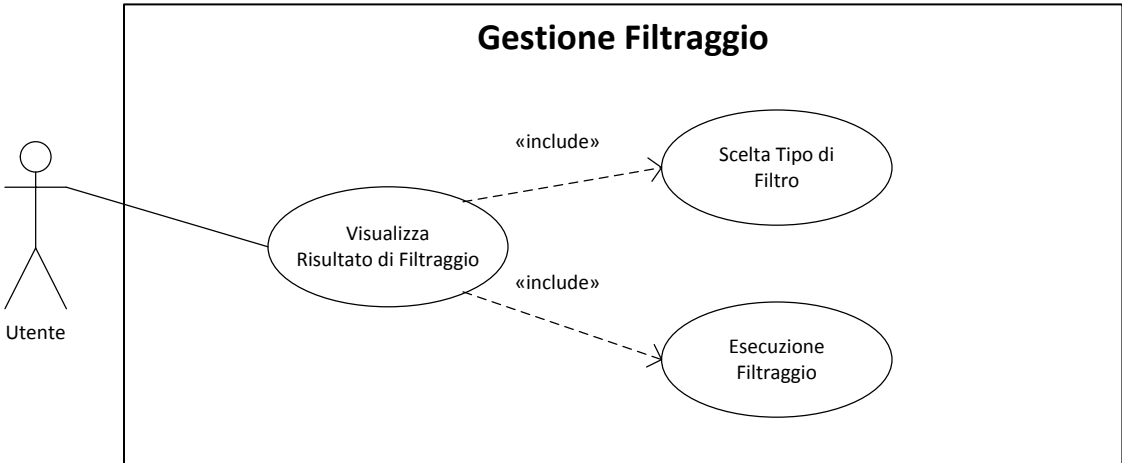 Gestione Filtraggio
«include»
Scelta Tipo di
Filtro
Visualizza
Risultato di Filtraggio
«include»
Utente
Esecuzione
Filtraggio